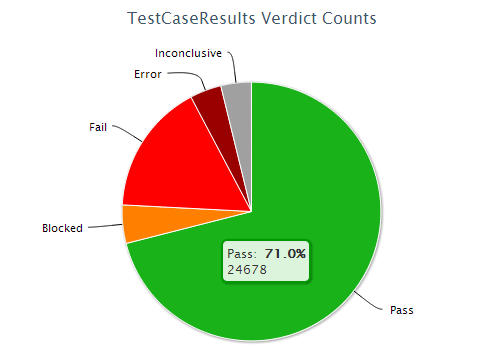 TestCaseResults Verdict Counts
Inconclusive
Error
Fail
Blocked
Pass: 71.0%
24678
Pass